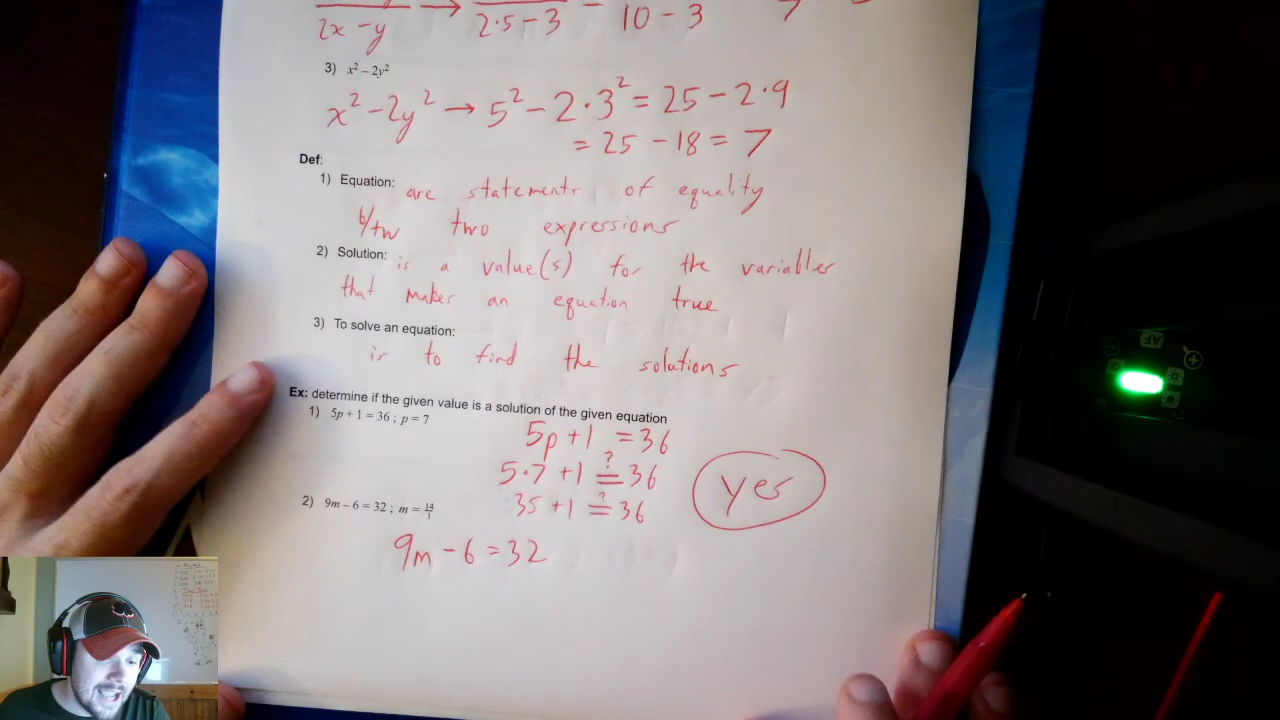 2x - y → 2·5 - 3 = 10 - 3 7
3) x² - 2y²
x² - 2y² → 5² - 2·3² = 25 - 2·9
= 25 - 18 = 7
Def:
1) Equation: are statements of equality
b/tw two expressions
2) Solution: is a value(s) for the variables
that makes an equation true
3) To solve an equation:
is to find the solutions
Ex: determine if the given value is a solution of the given equation
1) 5p + 1 = 36 ; p = 7
5p + 1 = 36
5·7 + 1 ≟ 36
35 + 1 ≟ 36
yes
2) 9m - 6 = 32 ; m = 14/3
9m - 6 = 32
AF